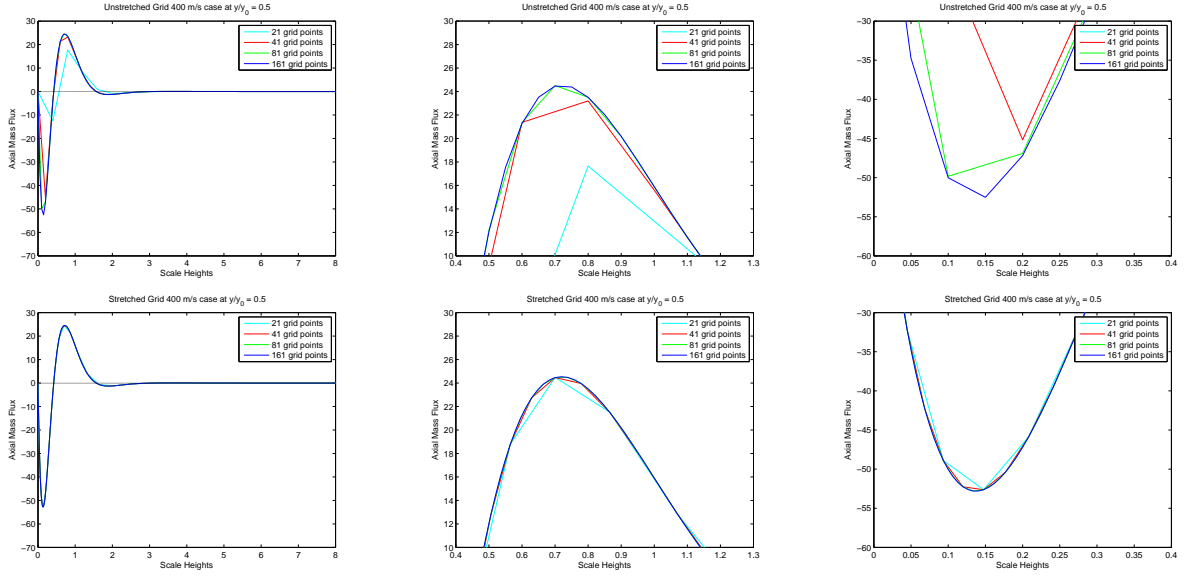 Unstretched Grid 400 m/s case at y/y0 = 0.5
30
20
10
0
−10
−20
−30
−40
−50
−60
−70
Axial Mass Flux
21 grid points
41 grid points
81 grid points
161 grid points
0 1 2 3 4 5 6 7 8
Scale Heights
Unstretched Grid 400 m/s case at y/y0 = 0.5
30
28
26
24
22
20
18
16
14
12
10
Axial Mass Flux
21 grid points
41 grid points
81 grid points
161 grid points
0.4 0.5 0.6 0.7 0.8 0.9 1 1.1 1.2 1.3
Scale Heights
Unstretched Grid 400 m/s case at y/y0 = 0.5
−30
−35
−40
−45
−50
−55
−60
Axial Mass Flux
21 grid points
41 grid points
81 grid points
161 grid points
0 0.05 0.1 0.15 0.2 0.25 0.3 0.35 0.4
Scale Heights
Stretched Grid 400 m/s case at y/y0 = 0.5
30
20
10
0
−10
−20
−30
−40
−50
−60
−70
Axial Mass Flux
21 grid points
41 grid points
81 grid points
161 grid points
0 1 2 3 4 5 6 7 8
Scale Heights
Stretched Grid 400 m/s case at y/y0 = 0.5
30
28
26
24
22
20
18
16
14
12
10
Axial Mass Flux
21 grid points
41 grid points
81 grid points
161 grid points
0.4 0.5 0.6 0.7 0.8 0.9 1 1.1 1.2 1.3
Scale Heights
Stretched Grid 400 m/s case at y/y0 = 0.5
−30
−35
−40
−45
−50
−55
−60
Axial Mass Flux
21 grid points
41 grid points
81 grid points
161 grid points
0 0.05 0.1 0.15 0.2 0.25 0.3 0.35 0.4
Scale Heights